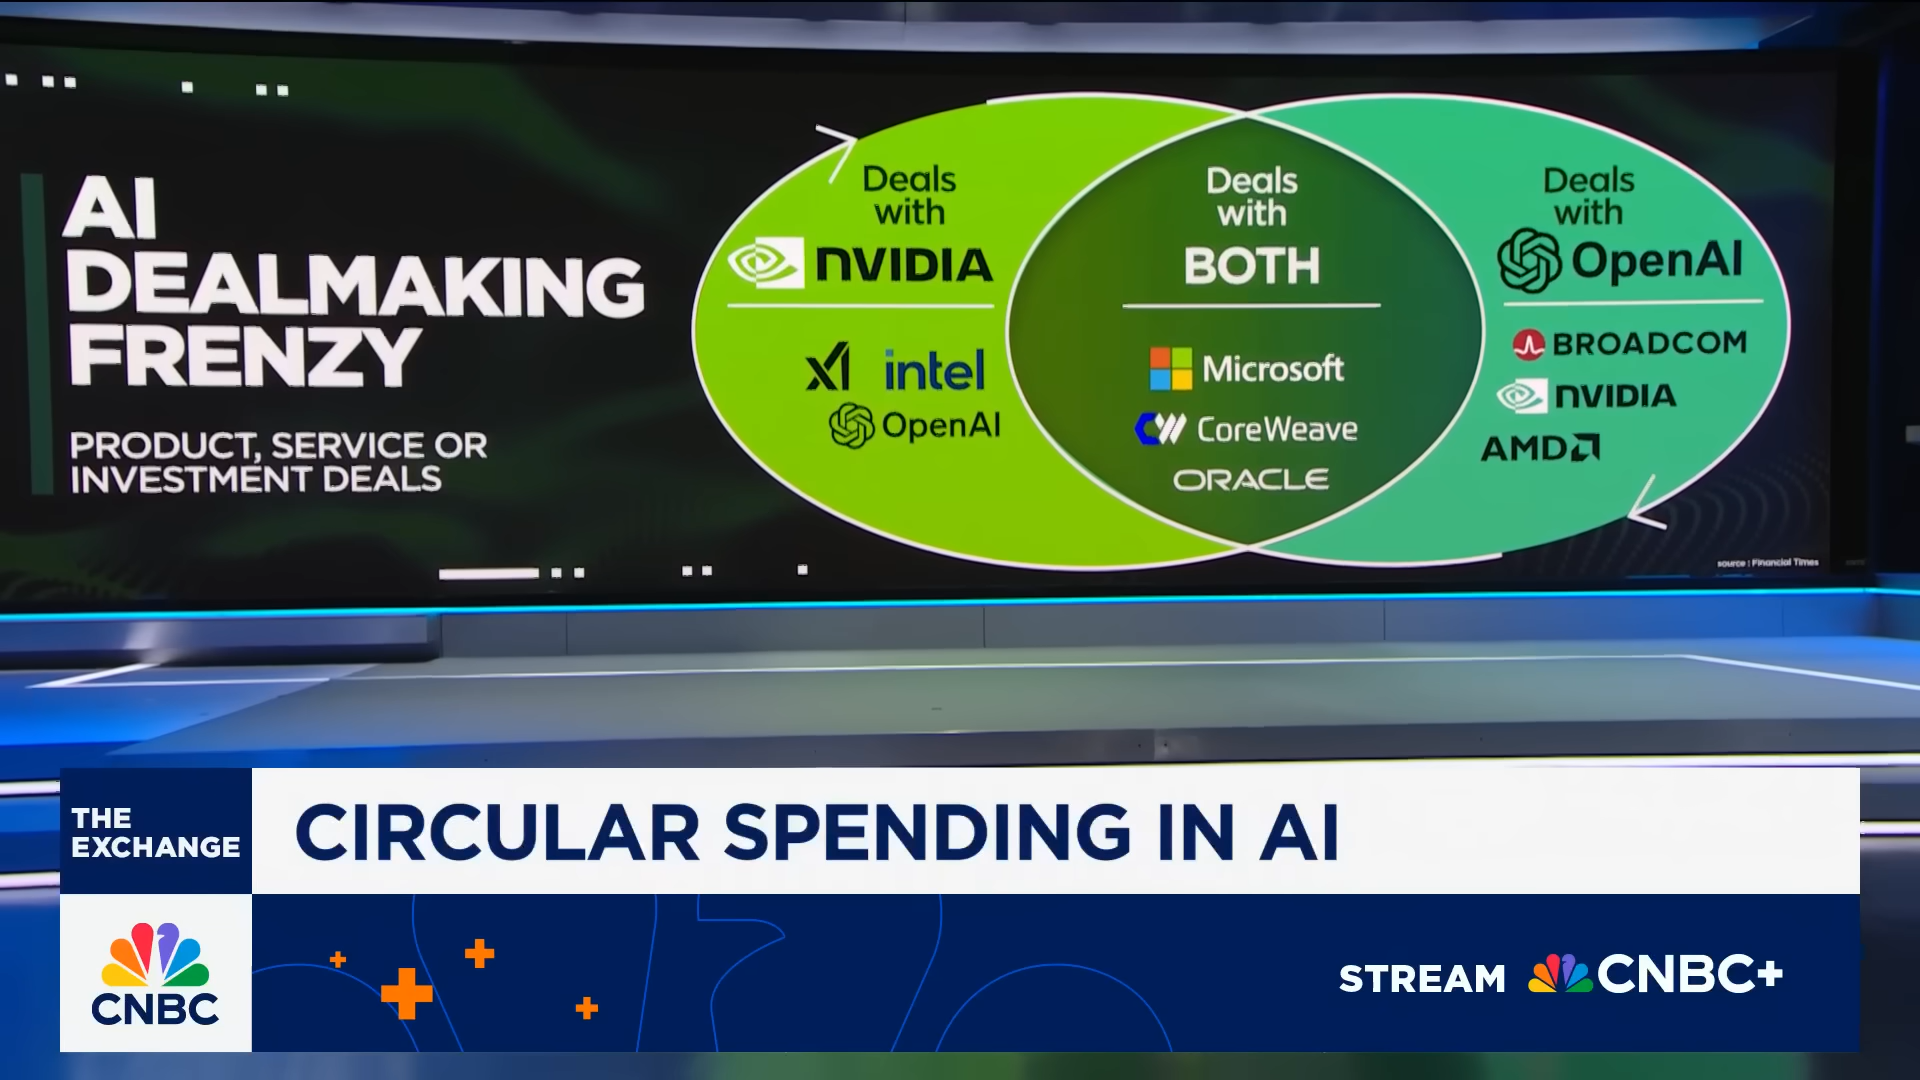 AI
DEALMAKING
FRENZY
PRODUCT, SERVICE OR
INVESTMENT DEALS
Deals
with
NVIDIA
xAI intel
OpenAI
Deals
with
BOTH
Microsoft
CoreWeave
ORACLE
Deals
with
OpenAI
BROADCOM
NVIDIA
AMD
source : Financial Times
THE
EXCHANGE
CIRCULAR SPENDING IN AI
CNBC
STREAM CNBC+